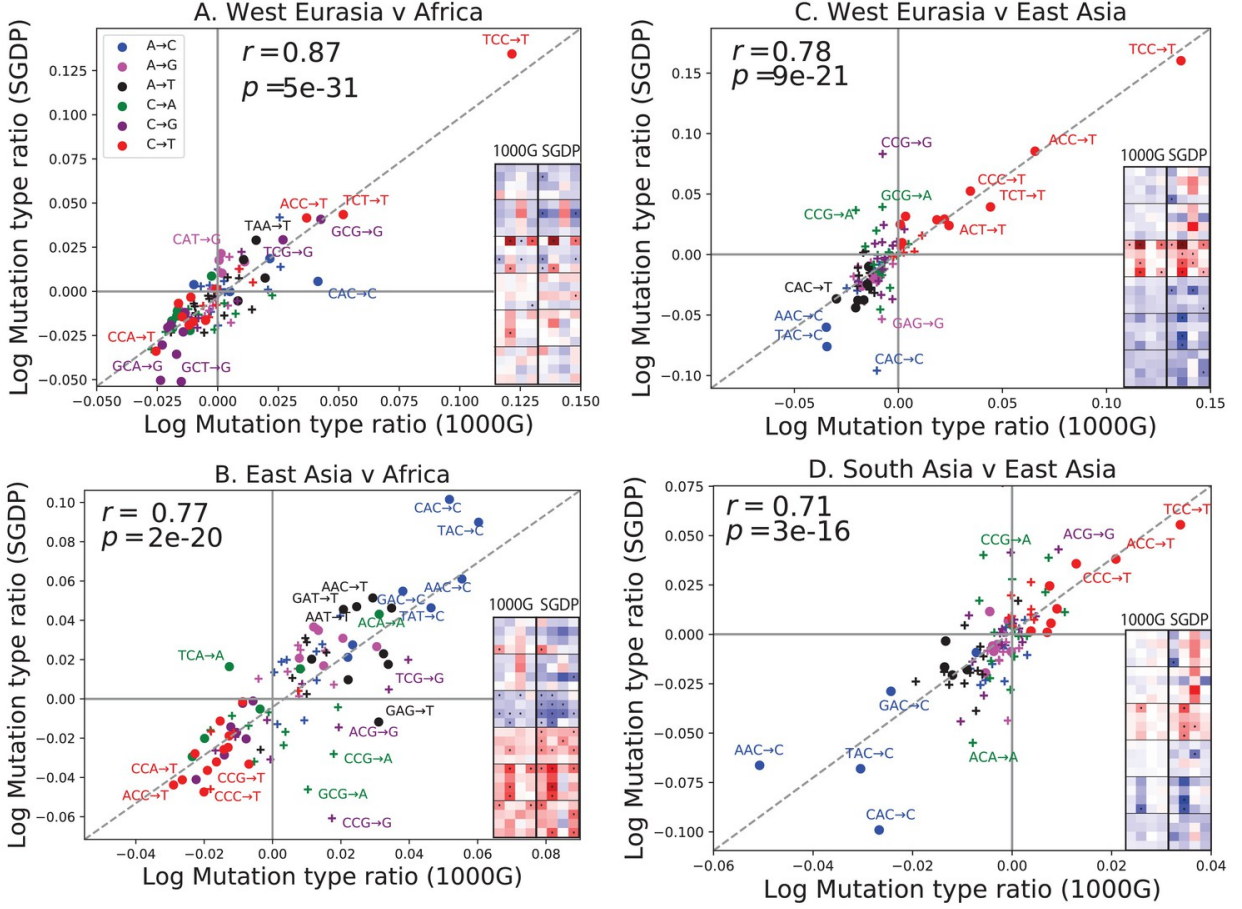 A. West Eurasia v Africa
r = 0.87
p =5e-31
A→C
A→G
A→T
C→A
C→G
C→T
TCC→T
ACC→T
TCT→T
TAA→T
GCG→G
CAT→G
TCG→G
CAC→C
CCA→T
GCA→G
GCT→G
1000G SGDP
0.125
0.100
0.075
0.050
0.025
0.000
−0.025
−0.050
−0.050
−0.025
0.000
0.025
0.050
0.075
0.100
0.125
0.150
Log Mutation type ratio (SGDP)
Log Mutation type ratio (1000G)
C. West Eurasia v East Asia
r = 0.78
p =9e-21
TCC→T
CCG→G
ACC→T
CCC→T
TCT→T
GCG→A
CCG→A
ACT→T
CAC→T
AAC→C
TAC→C
GAG→G
CAC→C
1000G SGDP
0.15
0.10
0.05
0.00
−0.05
−0.10
−0.05
0.00
0.05
0.10
0.15
Log Mutation type ratio (SGDP)
Log Mutation type ratio (1000G)
B. East Asia v Africa
r = 0.77
p = 2e-20
CAC→C
TAC→C
AAC→T
AAC→C
GAT→T
GAC→C
AAT→T
TAT→C
ACA→A
TCA→A
TCG→G
GAG→T
ACG→G
CCG→A
CCA→T
CCG→T
ACC→T
CCC→T
GCG→A
CCG→G
1000G SGDP
0.10
0.08
0.06
0.04
0.02
0.00
−0.02
−0.04
−0.06
−0.04
−0.02
0.00
0.02
0.04
0.06
0.08
Log Mutation type ratio (SGDP)
Log Mutation type ratio (1000G)
D. South Asia v East Asia
r = 0.71
p = 3e-16
TCC→T
CCG→A
ACG→G
ACC→T
CCC→T
GAC→C
AAC→C
TAC→C
ACA→A
CAC→C
1000G SGDP
0.075
0.050
0.025
0.000
−0.025
−0.050
−0.075
−0.100
−0.06
−0.04
−0.02
0.00
0.02
0.04
Log Mutation type ratio (SGDP)
Log Mutation type ratio (1000G)